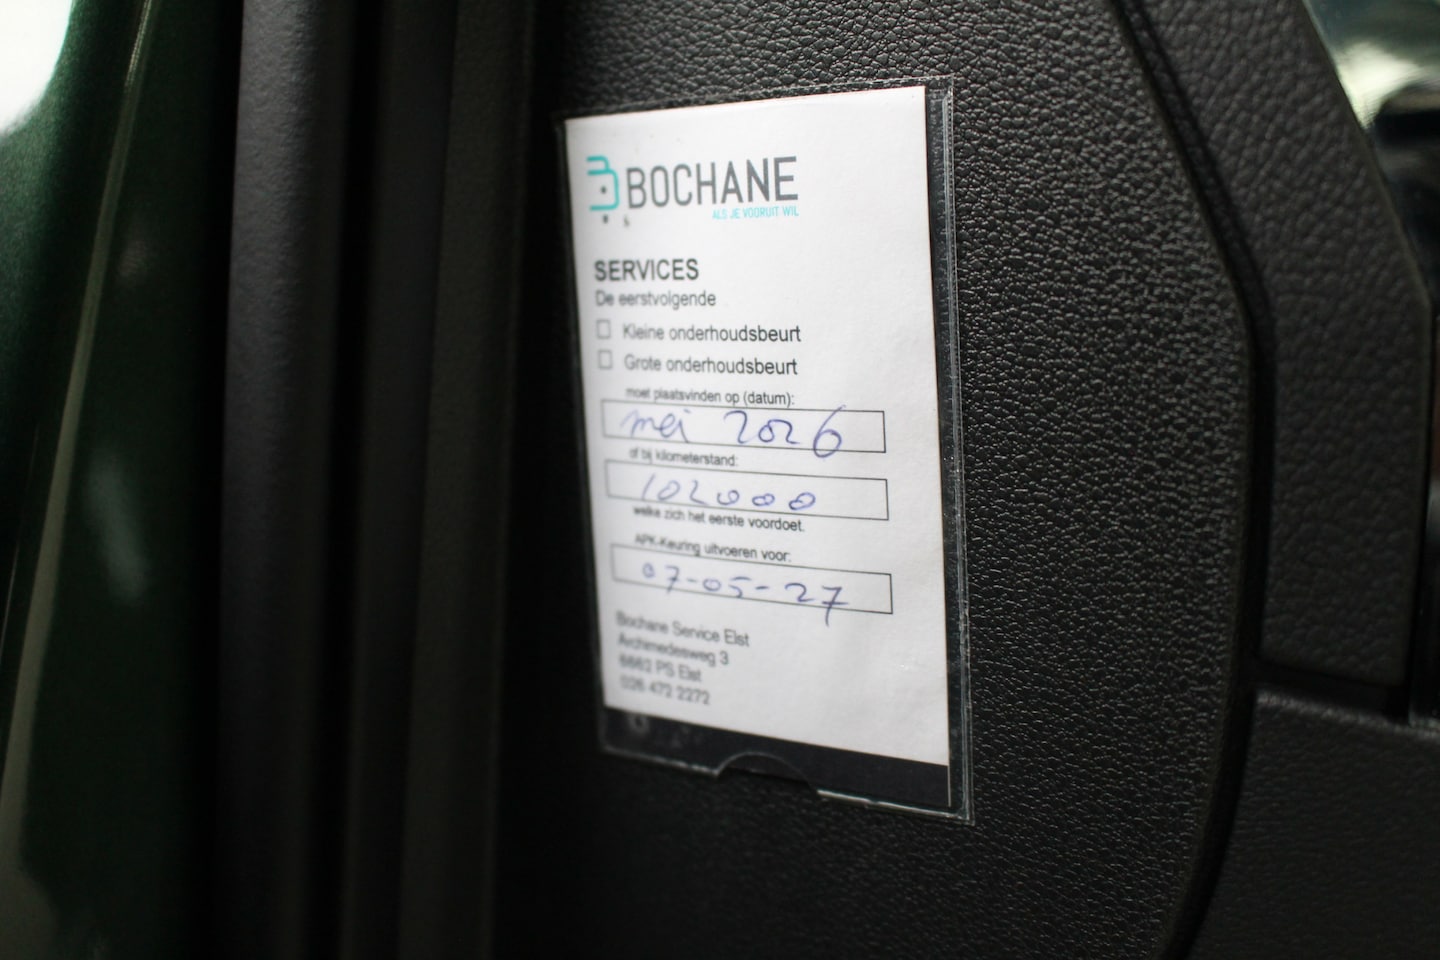 BOCHANE
ALS JE VOORUIT WIL
SERVICES
De eerstvolgende
Kleine onderhoudsbeurt
Grote onderhoudsbeurt
moet plaatsvinden op (datum):
mei 2026
of bij kilometerstand:
102000
welke zich het eerste voordoet.
APK-Keuring uitvoeren voor:
07-05-27
Bochane Service Elst
Archimedesweg 3
6662 PS Elst
026 472 2272